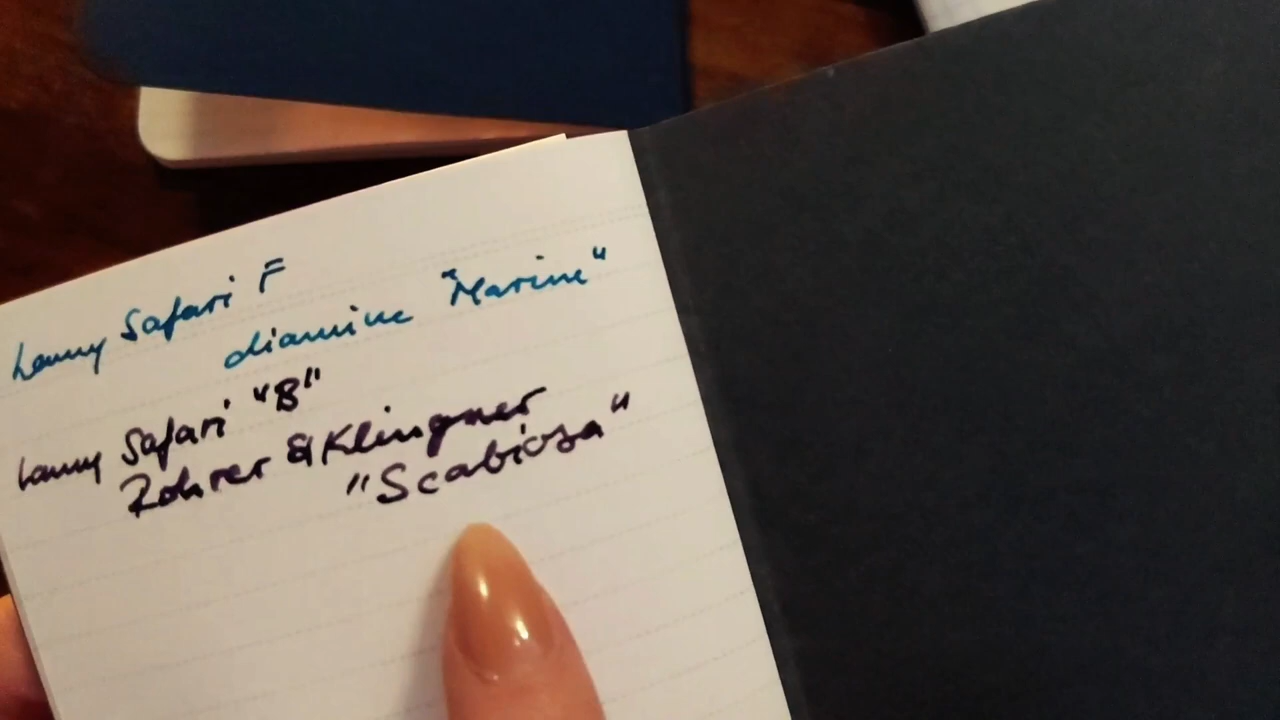 Lamy Safari F
diamine "Marine"
Lamy Safari "B"
Rohrer & Klingner
"Scabiosa"